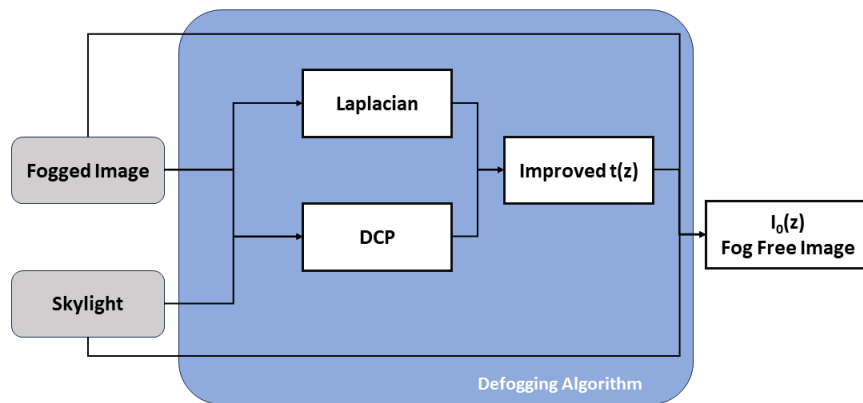 Laplacian
Fogged Image
Improved t(z)
DCP
I₀(z)
Fog Free Image
Skylight
Defogging Algorithm